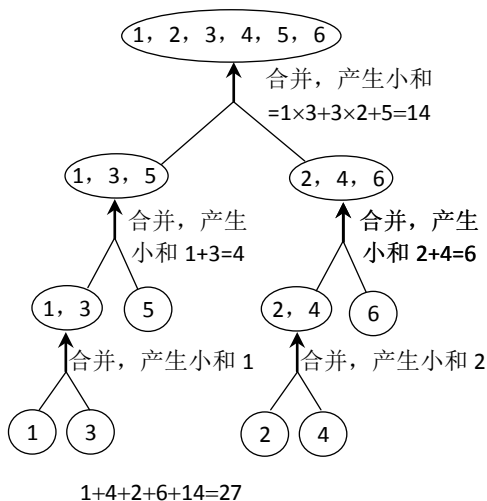 1，2，3，4，5，6
合并，产生小和
=1×3+3×2+5=14
1，3，5
2，4，6
合并，产生
小和 1+3=4
合并，产生
小和 2+4=6
1，3
5
2，4
6
合并，产生小和 1
合并，产生小和 2
1
3
2
4
1+4+2+6+14=27